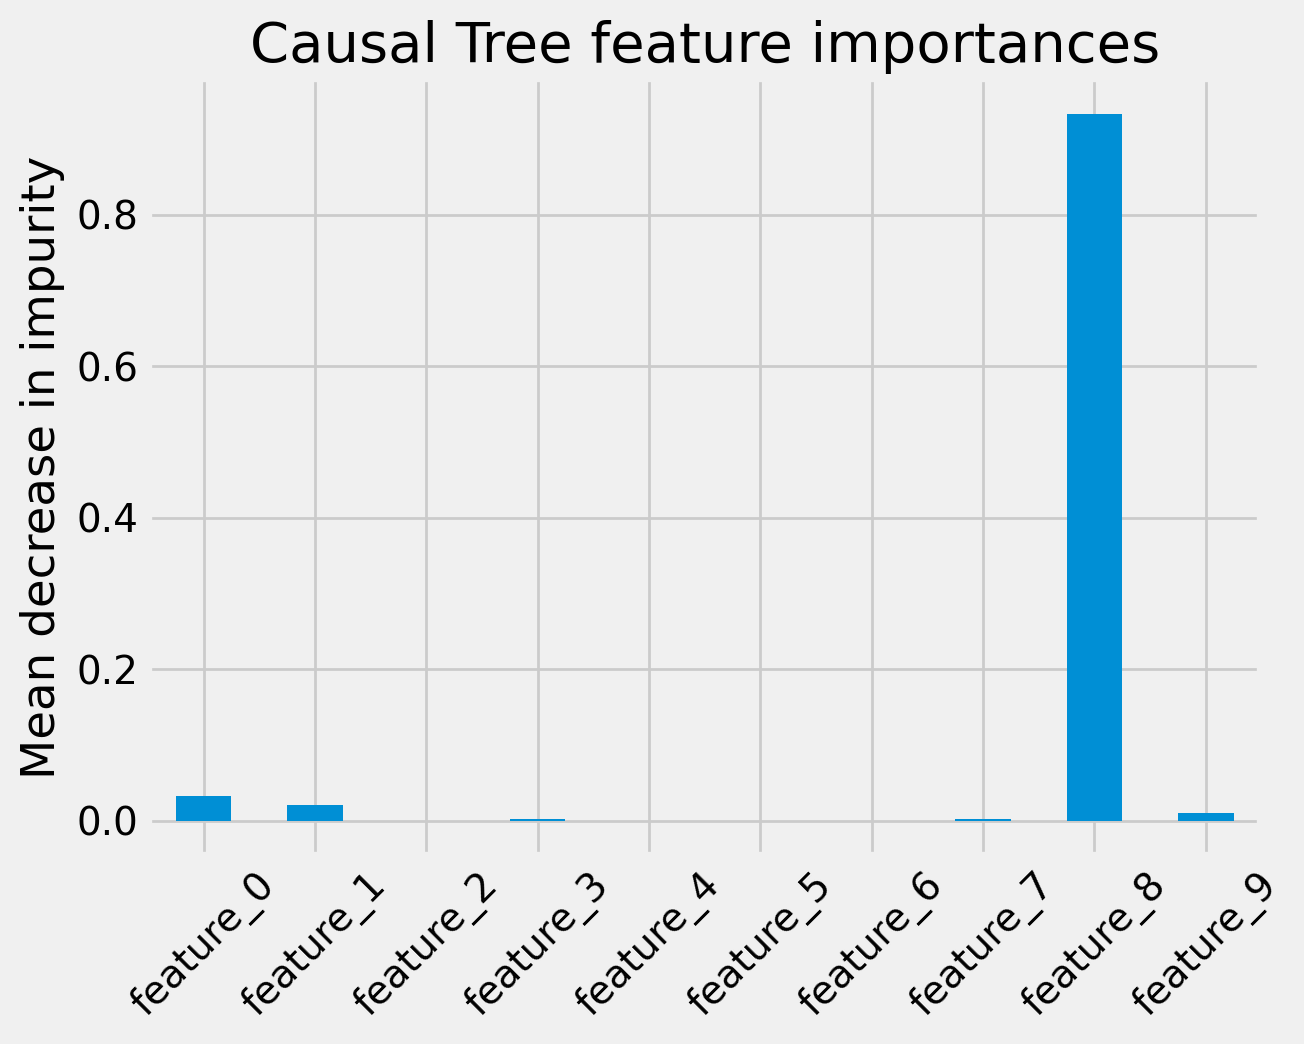 Causal Tree feature importances
Mean decrease in impurity
0.8
0.6
0.4
0.2
0.0
feature_0
feature_1
feature_2
feature_3
feature_4
feature_5
feature_6
feature_7
feature_8
feature_9